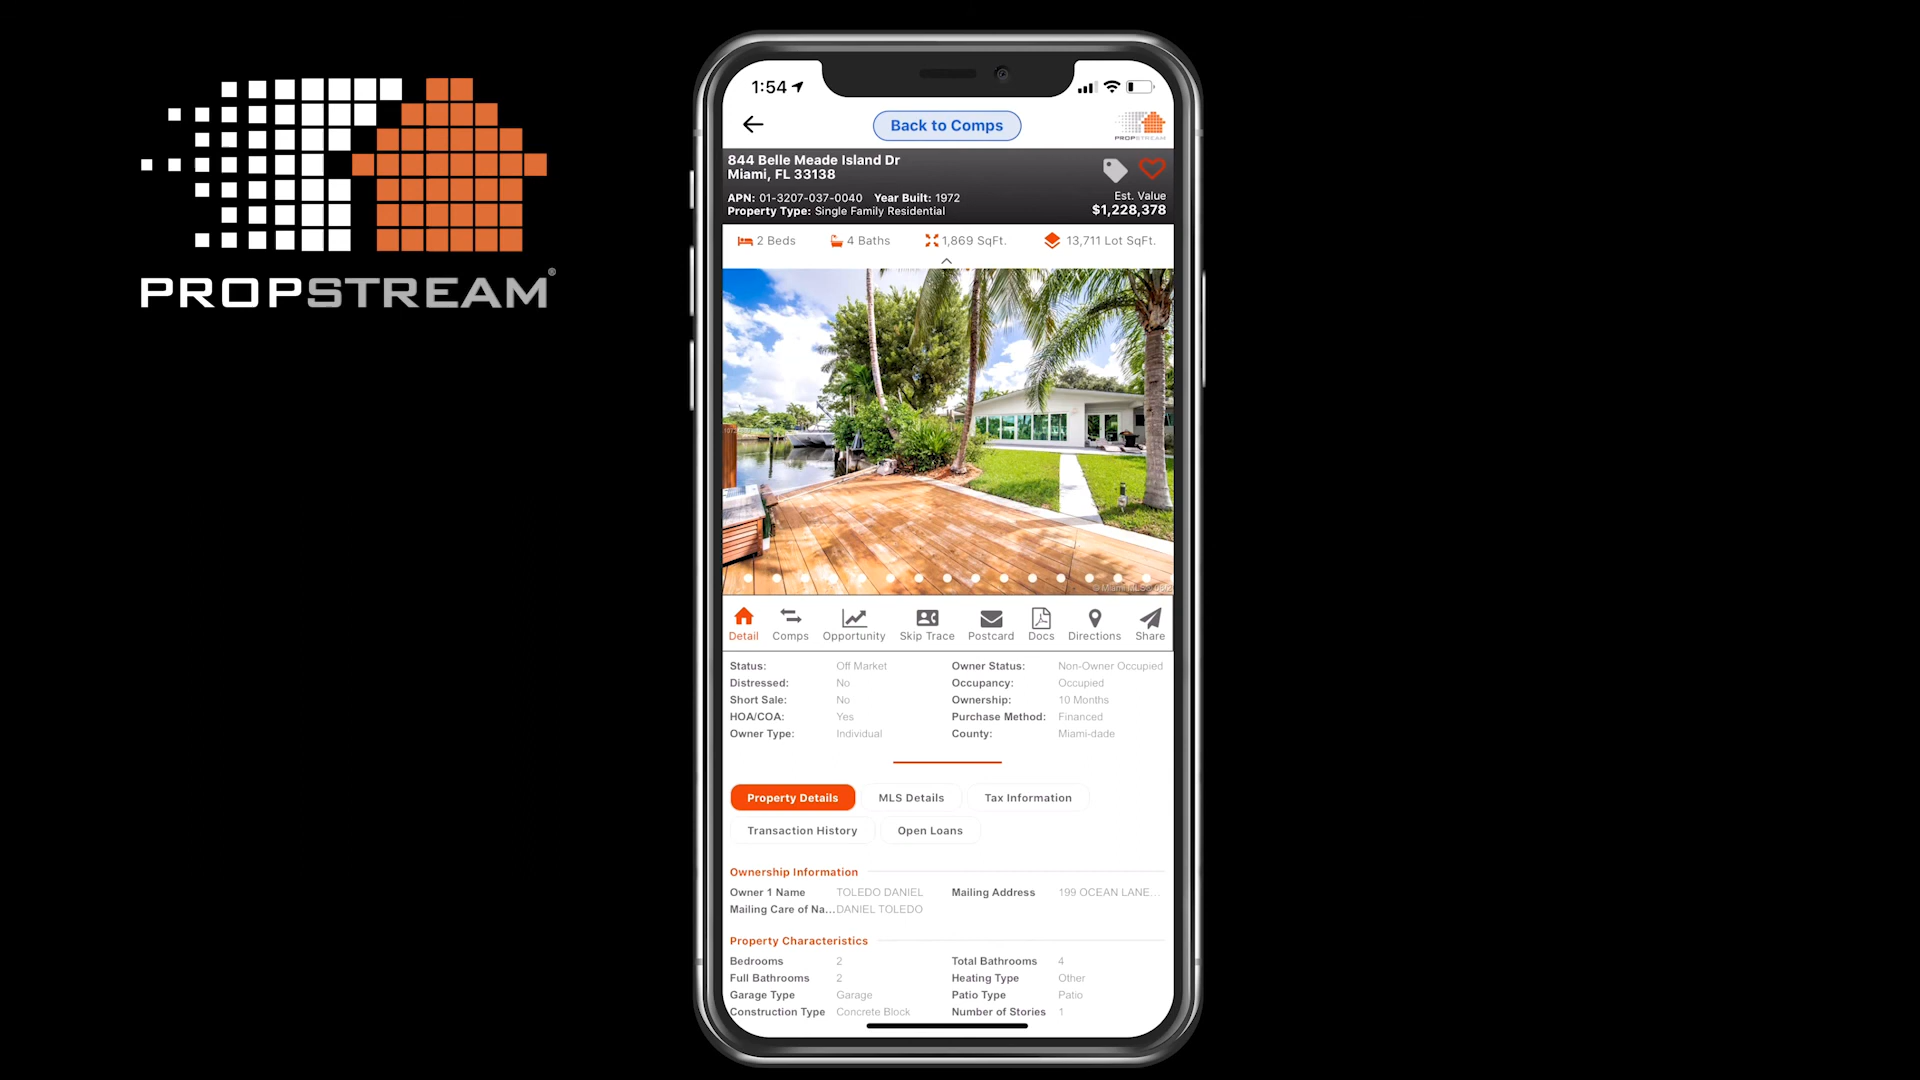 PROPSTREAM®
1:54
Back to Comps
PROPSTREAM
844 Belle Meade Island Dr
Miami, FL 33138
APN: 01-3207-037-0040 Year Built: 1972
Property Type: Single Family Residential
Est. Value
$1,228,378
2 Beds 4 Baths 1,869 SqFt. 13,711 Lot SqFt.
Detail Comps Opportunity Skip Trace Postcard Docs Directions Share
Status: Off Market Owner Status: Non-Owner Occupied
Distressed: No Occupancy: Occupied
Short Sale: No Ownership: 10 Months
HOA/COA: Yes Purchase Method: Financed
Owner Type: Individual County: Miami-dade
Property Details MLS Details Tax Information
Transaction History Open Loans
Ownership Information
Owner 1 Name TOLEDO DANIEL Mailing Address 199 OCEAN LANE...
Mailing Care of Na... DANIEL TOLEDO
Property Characteristics
Bedrooms 2 Total Bathrooms 4
Full Bathrooms 2 Heating Type Other
Garage Type Garage Patio Type Patio
Construction Type Concrete Block Number of Stories 1